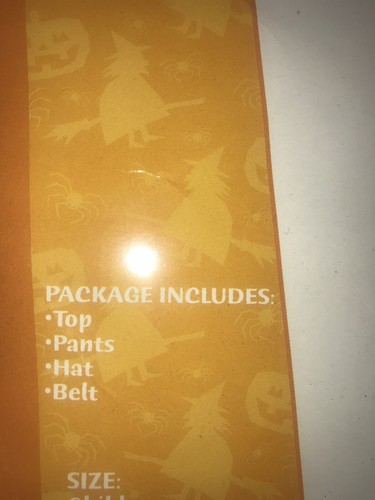 PACKAGE INCLUDES:
•Top
•Pants
•Hat
•Belt
SIZE: